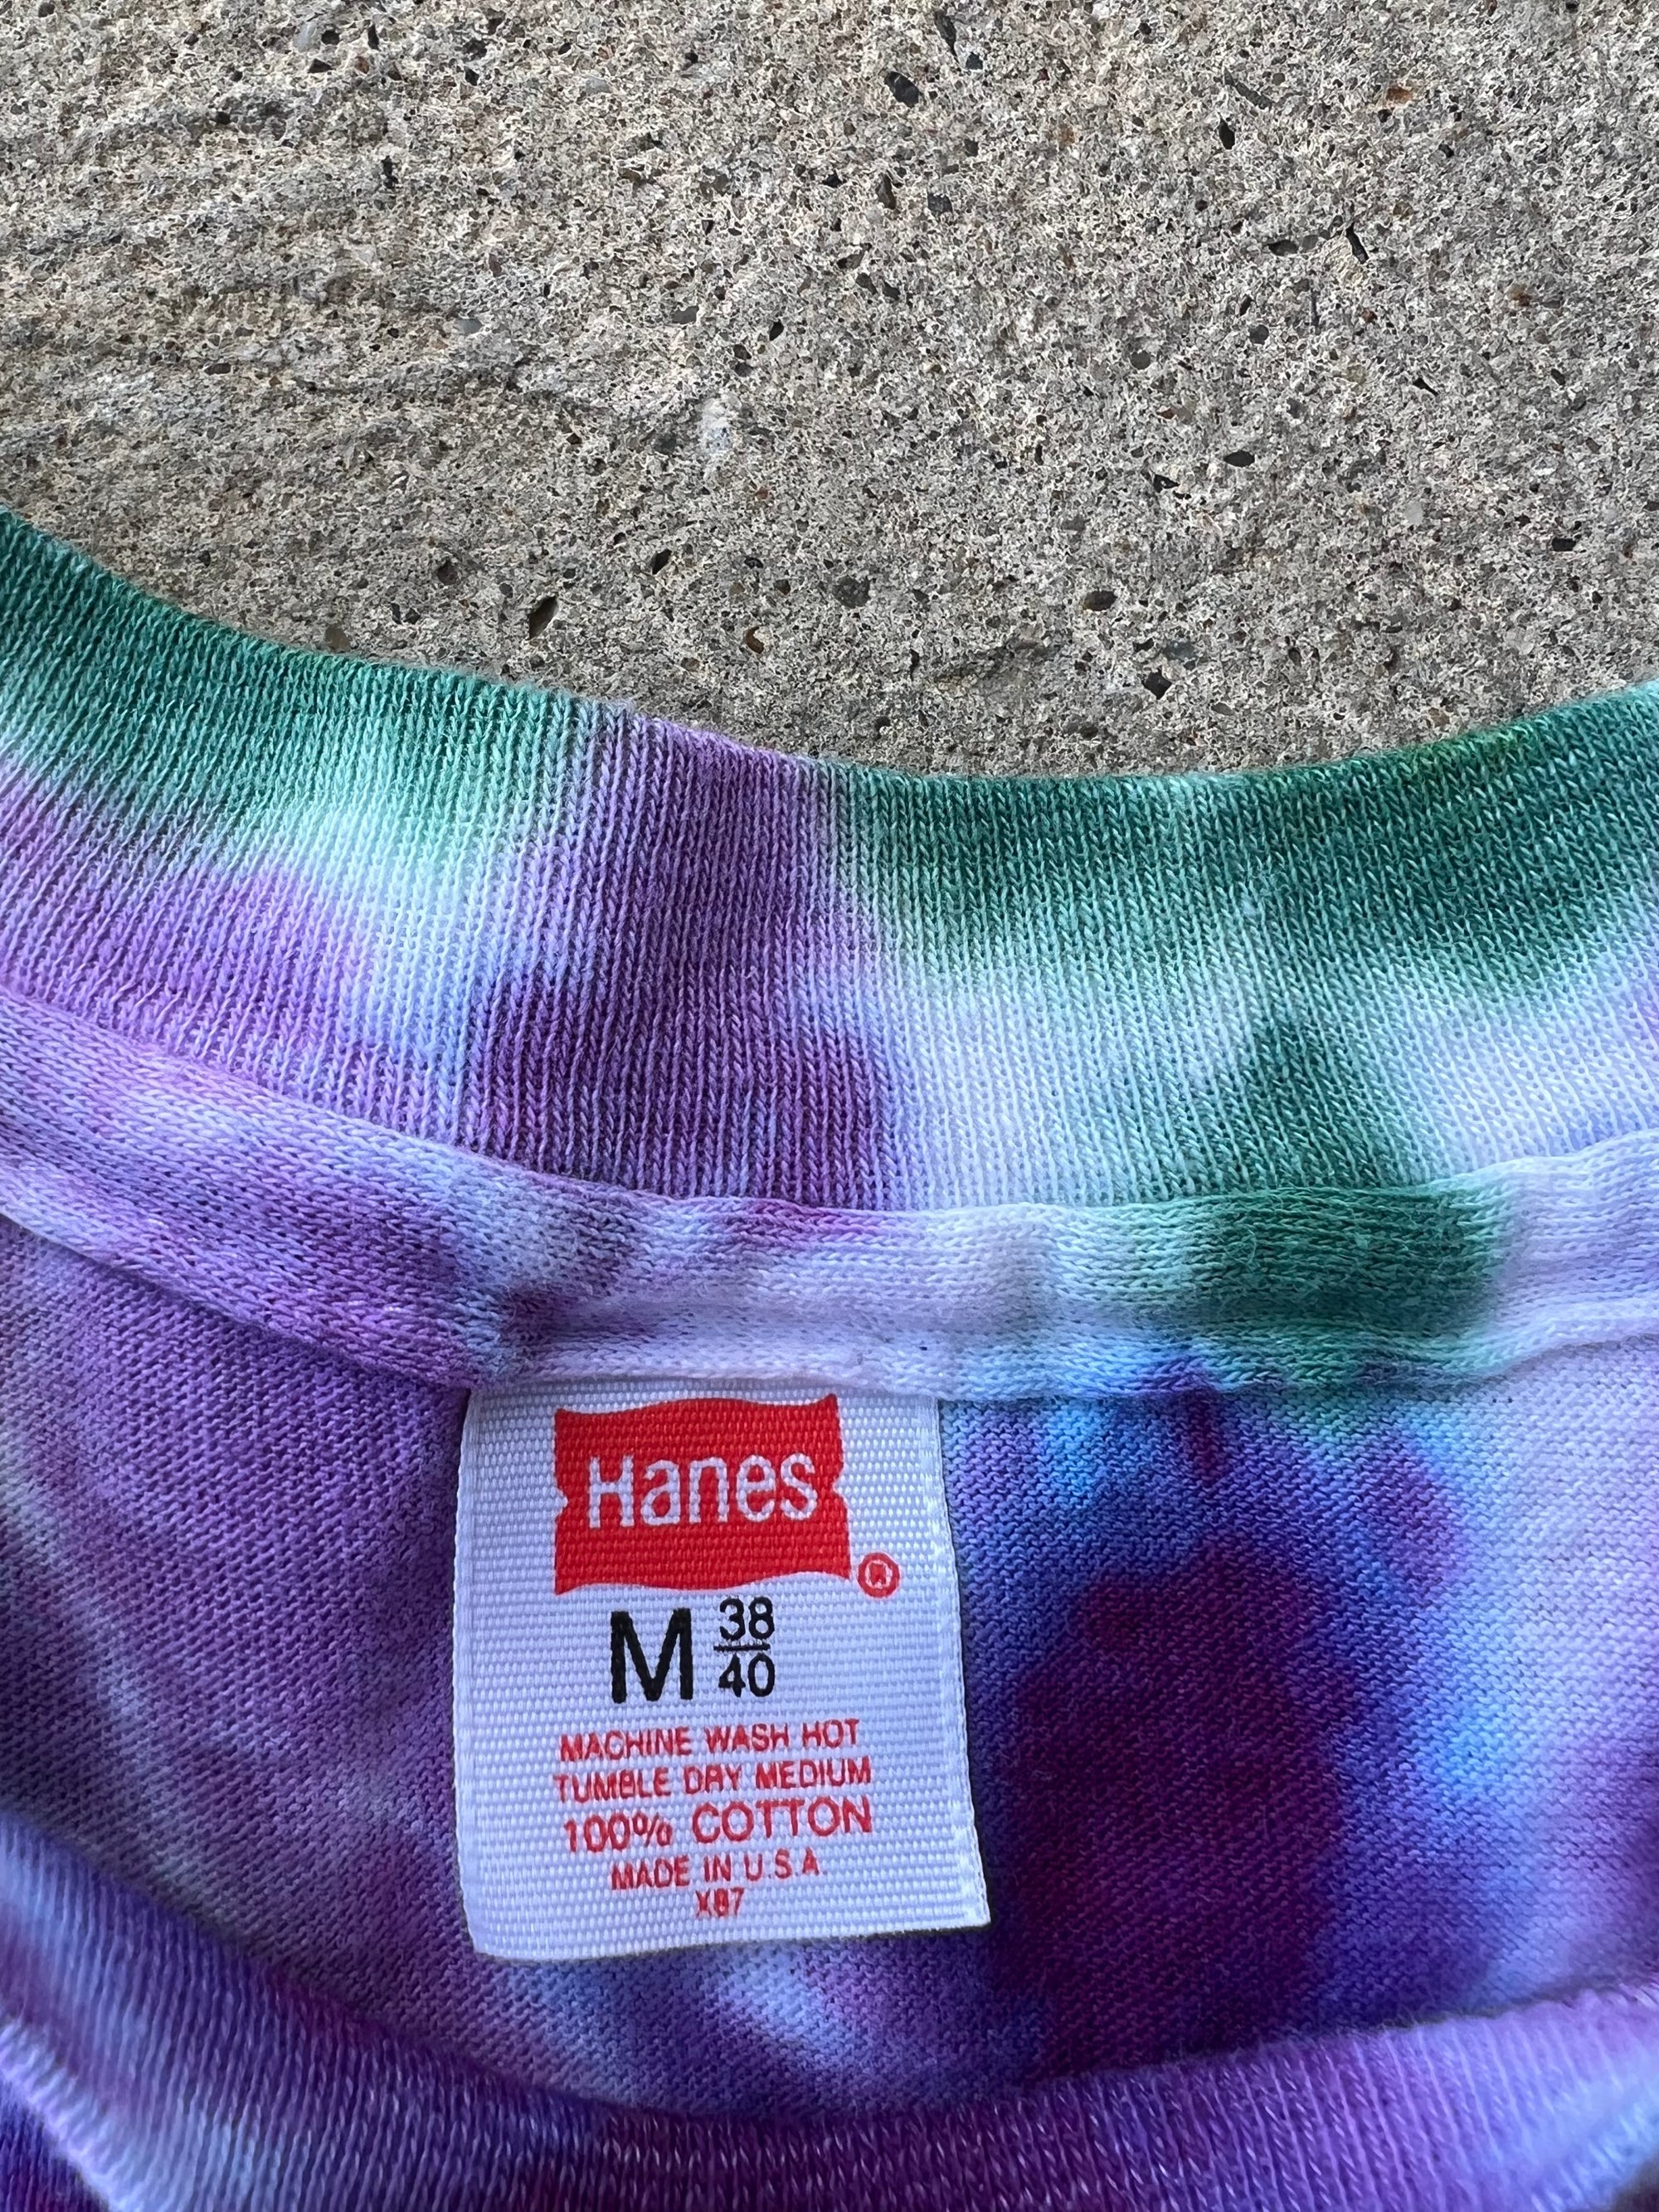 Hanes
®
M 38/40
MACHINE WASH HOT
TUMBLE DRY MEDIUM
100% COTTON
MADE IN U.S.A.
X87